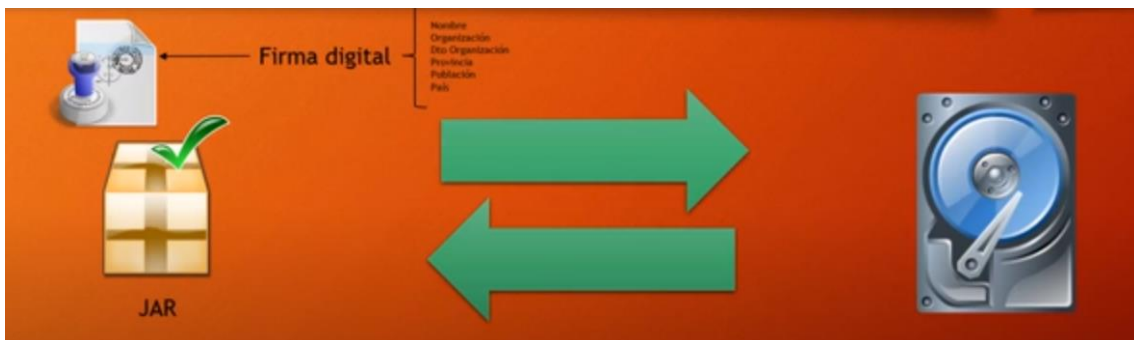 Nombre
Firma digital
Organización
Dto Organización
Provincia
Población
País
JAR